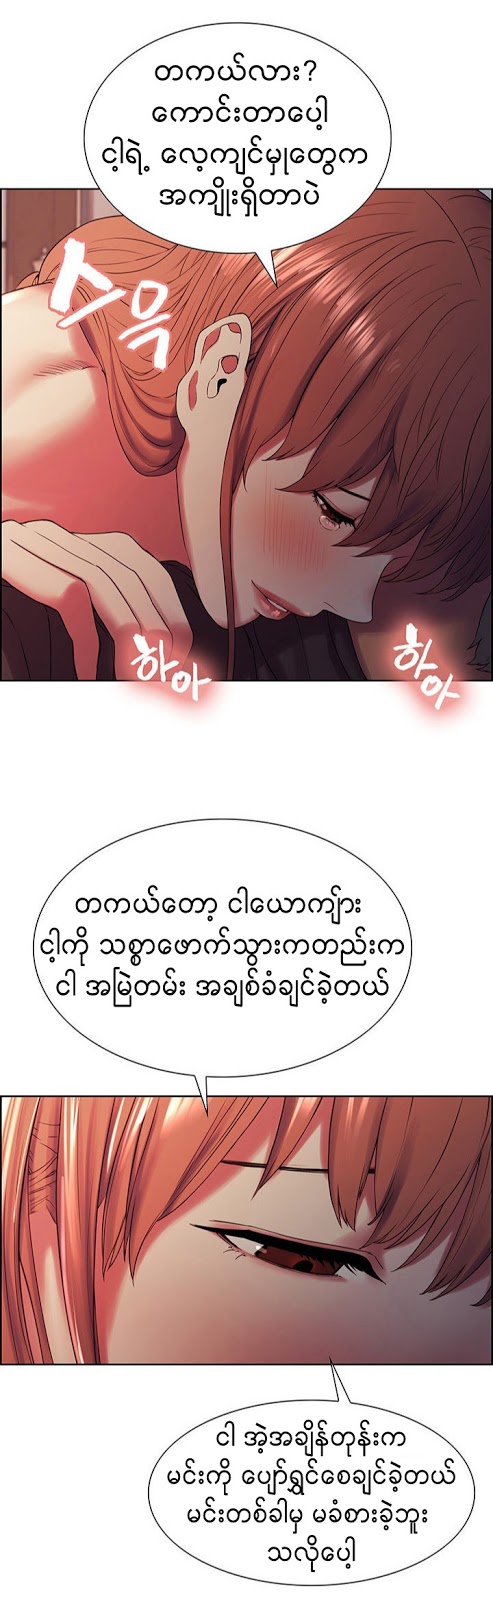 တကယ်လား?
ကောင်းတာပေါ့
ငါ့ရဲ့ လေ့ကျင်မှုတွေက
အကျိုးရှိတာပဲ
스윽
하아
하아
တကယ်တော့ ငါယောကျ်ား
ငါ့ကို သစ္စာဖောက်သွားကတည်းက
ငါ အမြဲတမ်း အချစ်ခံချင်ခဲ့တယ်
ငါ အဲ့အချိန်တုန်းက
မင်းကို ပျော်ရွှင်စေချင်ခဲ့တယ်
မင်းတစ်ခါမှ မခံစားခဲ့ဘူး
သလိုပေါ့